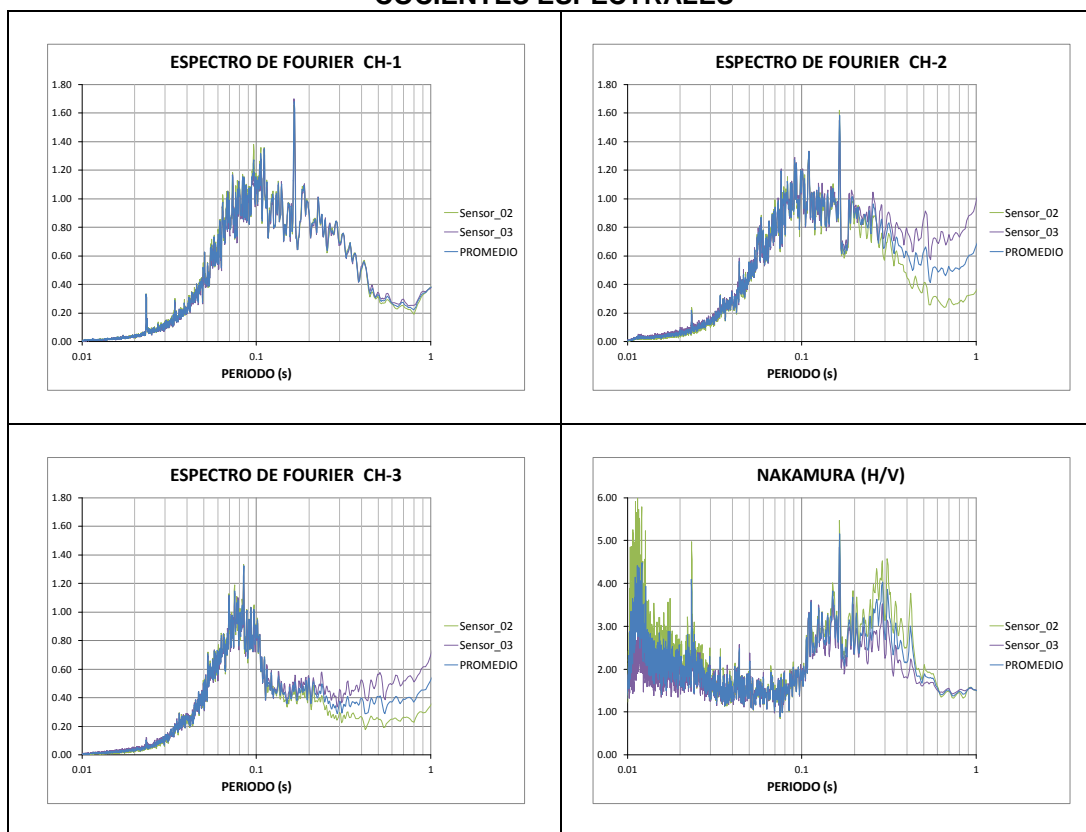 COCIENTES ESPECTRALES
ESPECTRO DE FOURIER CH-1
1.80
1.60
1.40
1.20
1.00
0.80
0.60
0.40
0.20
0.00
0.01
0.1
1
PERIODO (s)
Sensor_02
Sensor_03
PROMEDIO
ESPECTRO DE FOURIER CH-2
1.80
1.60
1.40
1.20
1.00
0.80
0.60
0.40
0.20
0.00
0.01
0.1
1
PERIODO (s)
Sensor_02
Sensor_03
PROMEDIO
ESPECTRO DE FOURIER CH-3
1.80
1.60
1.40
1.20
1.00
0.80
0.60
0.40
0.20
0.00
0.01
0.1
1
PERIODO (s)
Sensor_02
Sensor_03
PROMEDIO
NAKAMURA (H/V)
6.00
5.00
4.00
3.00
2.00
1.00
0.00
0.01
0.1
1
PERIODO (s)
Sensor_02
Sensor_03
PROMEDIO